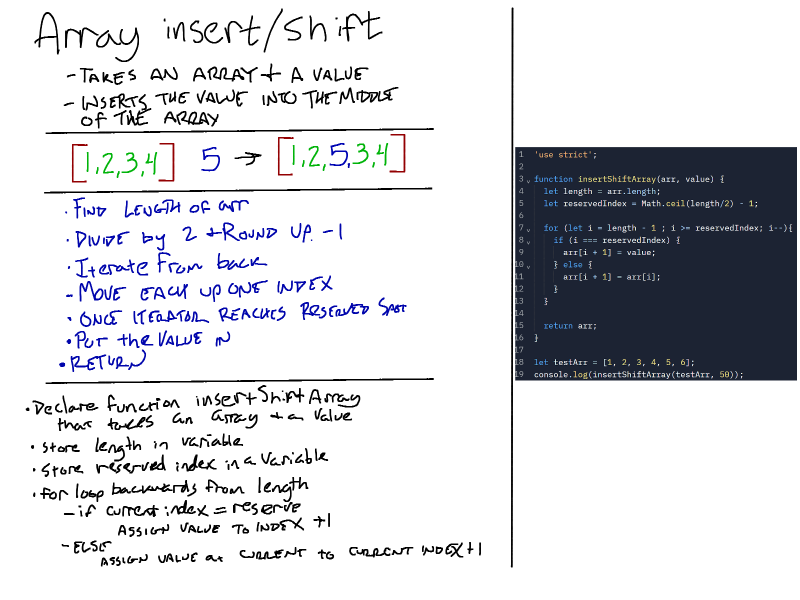 Array insert/shift
- TAKES AN ARRAY + A VALUE
- INSERTS THE VALUE INTO THE MIDDLE
OF THE ARRAY
[1,2,3,4] 5 → [1,2,5,3,4]
· FIND LENGTH OF arr
· DIVIDE by 2 + ROUND UP. -1
· Iterate From back
- MOVE EACH UP ONE INDEX
· ONCE ITERATOR REACHES RESERVED SPOT
· PUT the VALUE IN
· RETURN
· Declare function insertShiftArray
that takes an array + a value
· Store length in variable
· Store reserved index in a variable
· For loop backwards from length
- if current index = reserve
ASSIGN VALUE TO INDEX +1
- ELSE
ASSIGN VALUE at CURRENT to CURRENT INDEX+1
1 'use strict';
2
3 function insertShiftArray(arr, value) {
4 let length = arr.length;
5 let reservedIndex = Math.ceil(length/2) - 1;
6
7 for (let i = length - 1 ; i >= reservedIndex; i--){
8 if (i === reservedIndex) {
9 arr[i + 1] = value;
10 } else {
11 arr[i + 1] = arr[i];
12 }
13 }
14
15 return arr;
16 }
17
18 let testArr = [1, 2, 3, 4, 5, 6];
19 console.log(insertShiftArray(testArr, 50));